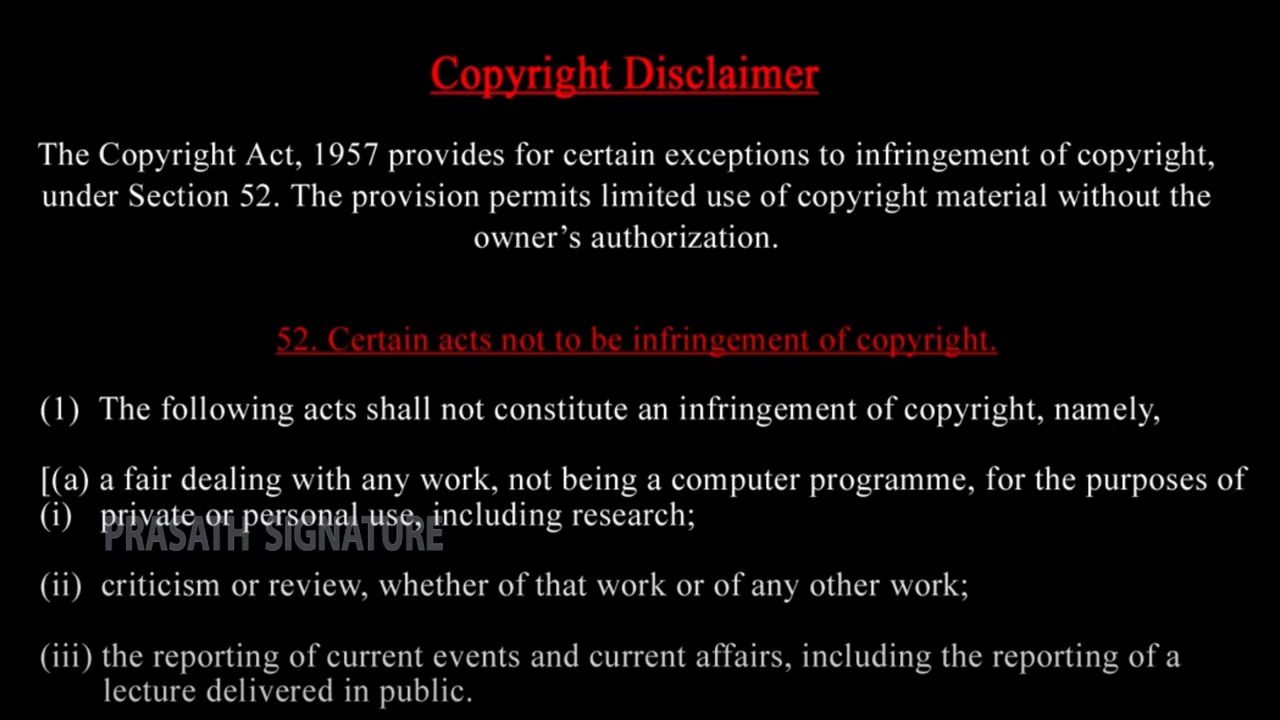 Copyright Disclaimer
The Copyright Act, 1957 provides for certain exceptions to infringement of copyright,
under Section 52. The provision permits limited use of copyright material without the
owner’s authorization.
52. Certain acts not to be infringement of copyright.
(1) The following acts shall not constitute an infringement of copyright, namely,
[(a) a fair dealing with any work, not being a computer programme, for the purposes of
(i) private or personal use, including research;
PRASATH SIGNATURE
(ii) criticism or review, whether of that work or of any other work;
(iii) the reporting of current events and current affairs, including the reporting of a
lecture delivered in public.